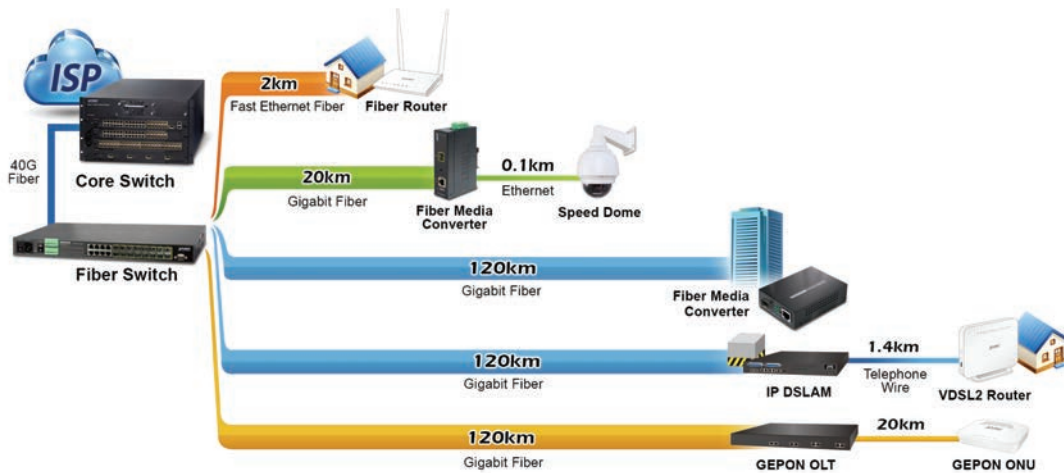 ISP
40G
Fiber
Core Switch
Fiber Switch
2km
Fast Ethernet Fiber
Fiber Router
20km
Gigabit Fiber
Fiber Media
Converter
0.1km
Ethernet
Speed Dome
120km
Gigabit Fiber
Fiber Media
Converter
120km
Gigabit Fiber
IP DSLAM
1.4km
Telephone
Wire
VDSL2 Router
120km
Gigabit Fiber
GEPON OLT
20km
GEPON ONU